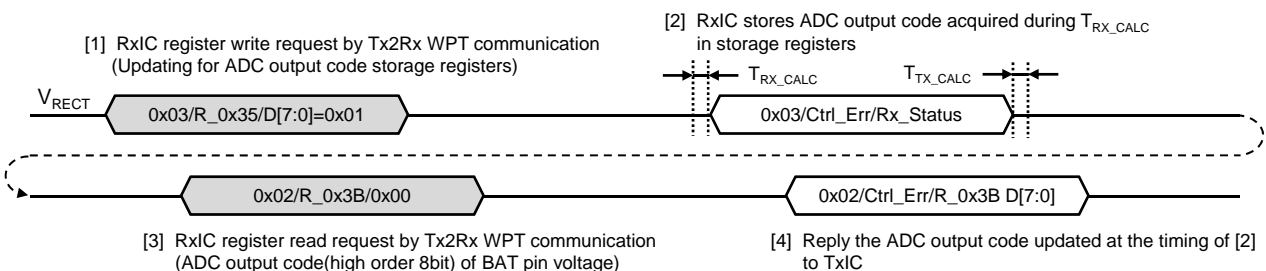 [1] RxIC register write request by Tx2Rx WPT communication
(Updating for ADC output code storage registers)
[2] RxIC stores ADC output code acquired during T_RX_CALC
in storage registers
T_RX_CALC
T_TX_CALC
V_RECT
0x03/R_0x35/D[7:0]=0x01
0x03/Ctrl_Err/Rx_Status
0x02/R_0x3B/0x00
0x02/Ctrl_Err/R_0x3B D[7:0]
[3] RxIC register read request by Tx2Rx WPT communication
(ADC output code(high order 8bit) of BAT pin voltage)
[4] Reply the ADC output code updated at the timing of [2]
to TxIC